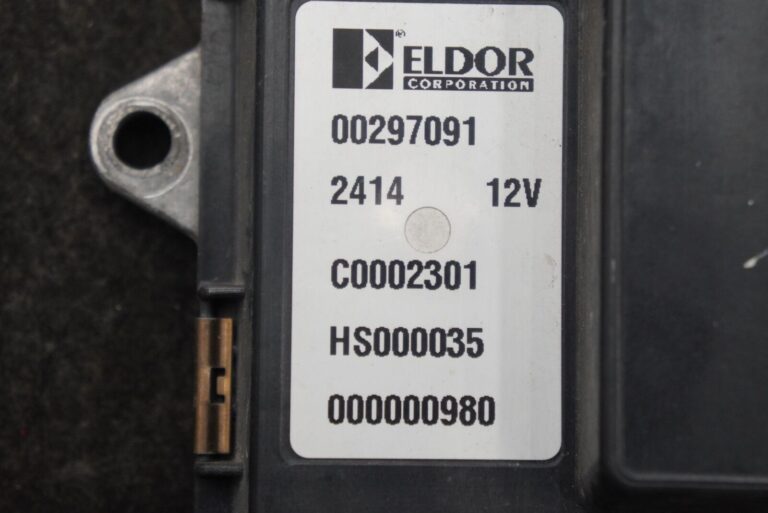 ELDOR®
CORPORATION
00297091
2414 12V
C0002301
HS000035
000000980